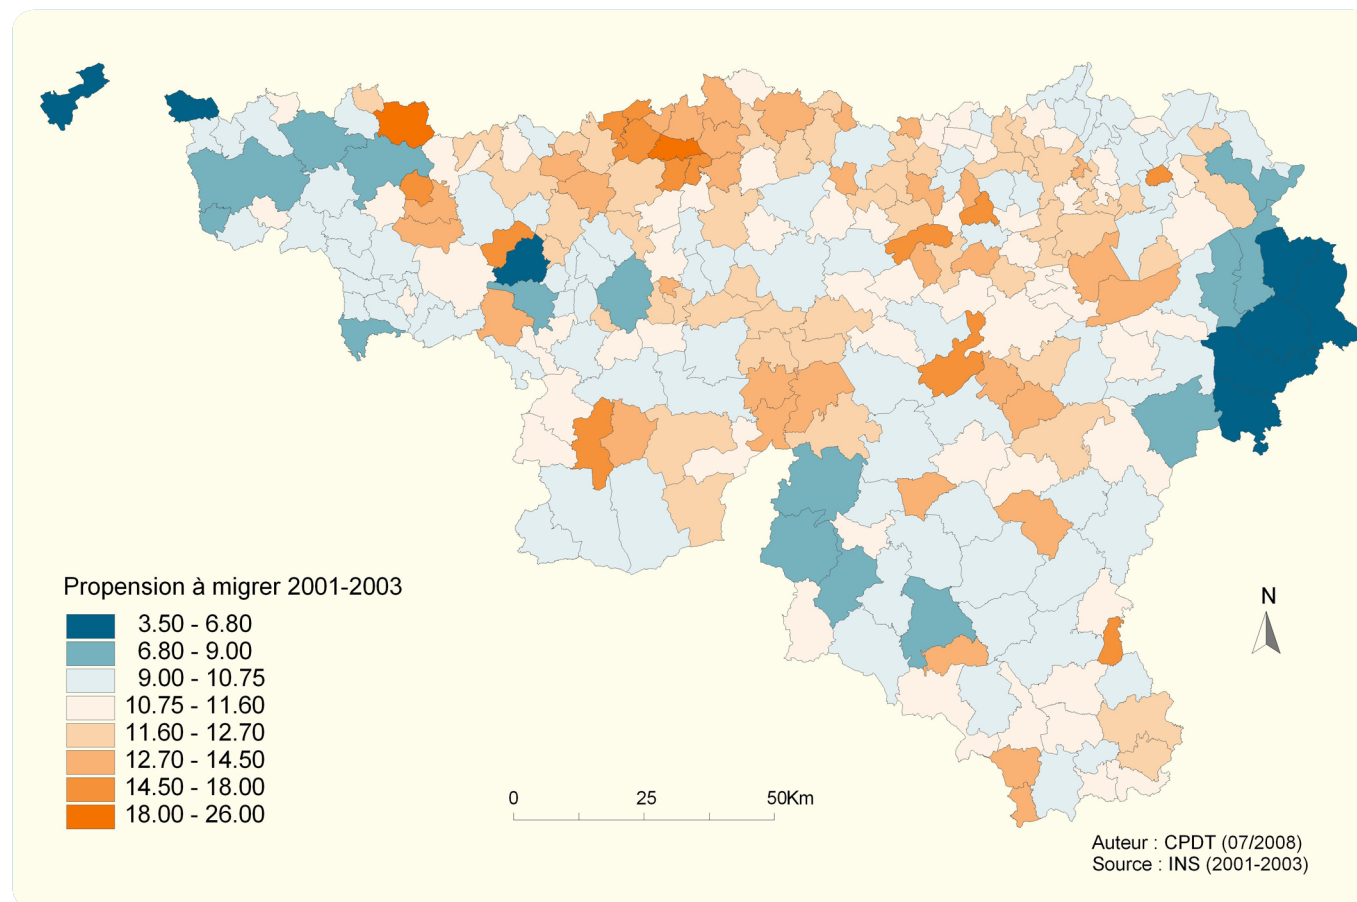 Propension à migrer 2001-2003
3.50 - 6.80
6.80 - 9.00
9.00 - 10.75
10.75 - 11.60
11.60 - 12.70
12.70 - 14.50
14.50 - 18.00
18.00 - 26.00
0 25 50Km
N
Auteur : CPDT (07/2008)
Source : INS (2001-2003)